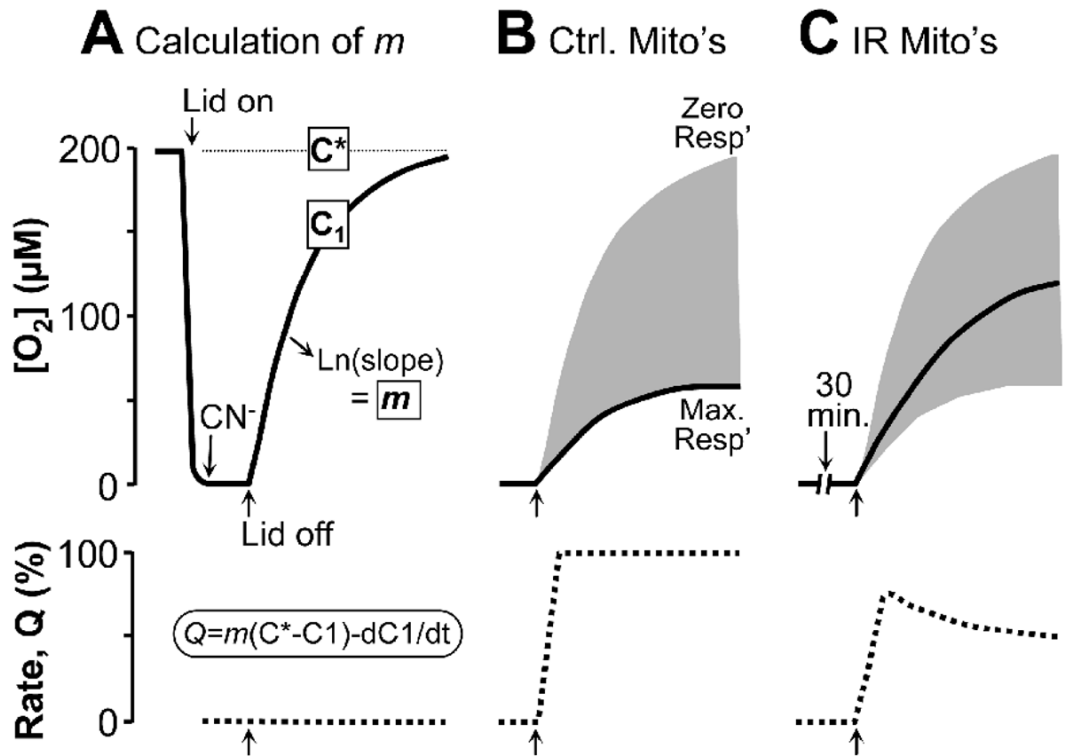 A Calculation of m
B Ctrl. Mito's
C IR Mito's
Lid on
C*
C1
200
100
0
[O2] (µM)
Ln(slope)
= m
CN-
Lid off
Zero
Resp'
Max.
Resp'
30
min.
100
0
Rate, Q (%)
Q=m(C*-C1)-dC1/dt